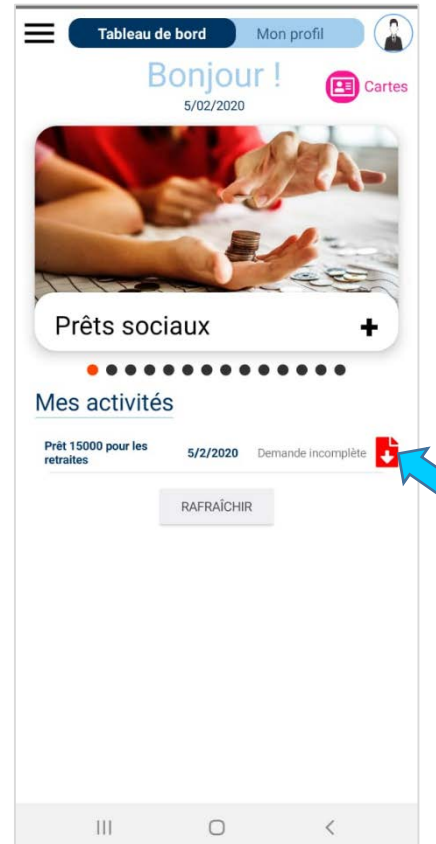 Tableau de bord Mon profil
Bonjour !
5/02/2020
Cartes
Prêts sociaux
Mes activités
Prêt 15000 pour les
retraites
5/2/2020
Demande incomplète
RAFRAÎCHIR